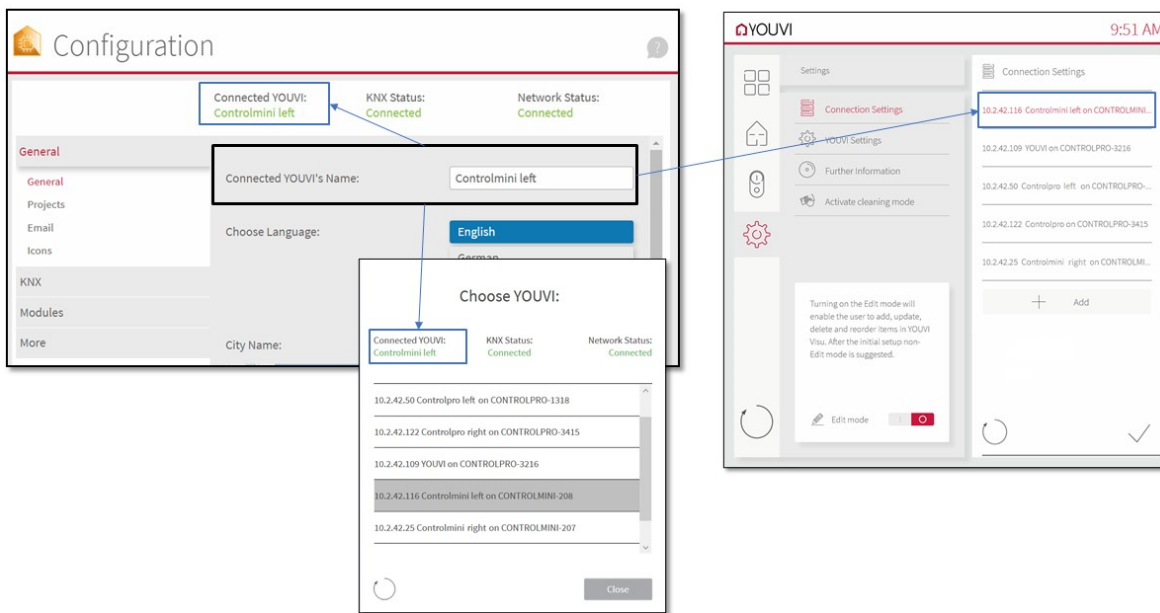 Configuration
?
Connected YOUVI:
Controlmini left
KNX Status:
Connected
Network Status:
Connected
General
General
Projects
Email
Icons
KNX
Modules
More
Connected YOUVI's Name:
Controlmini left
Choose Language:
English
German
City Name:
Choose YOUVI:
Connected YOUVI:
Controlmini left
KNX Status:
Connected
Network Status:
Connected
10.2.42.50 Controlpro left on CONTROLPRO-1318
10.2.42.122 Controlpro right on CONTROLPRO-3415
10.2.42.109 YOUVI on CONTROLPRO-3216
10.2.42.116 Controlmini left on CONTROLMINI-208
10.2.42.25 Controlmini right on CONTROLMINI-207
Close
YOUVI
9:51 AM
Settings
Connection Settings
YOUVI Settings
Further Information
Activate cleaning mode
Turning on the Edit mode will
enable the user to add, update,
delete and reorder items in YOUVI
Visu. After the initial setup non-
Edit mode is suggested.
Edit mode
Connection Settings
10.2.42.116 Controlmini left on CONTROLMINI...
10.2.42.109 YOUVI on CONTROLPRO-3216
10.2.42.50 Controlpro left on CONTROLPRO-...
10.2.42.122 Controlpro on CONTROLPRO-3415
10.2.42.25 Controlmini right on CONTROLMI...
Add